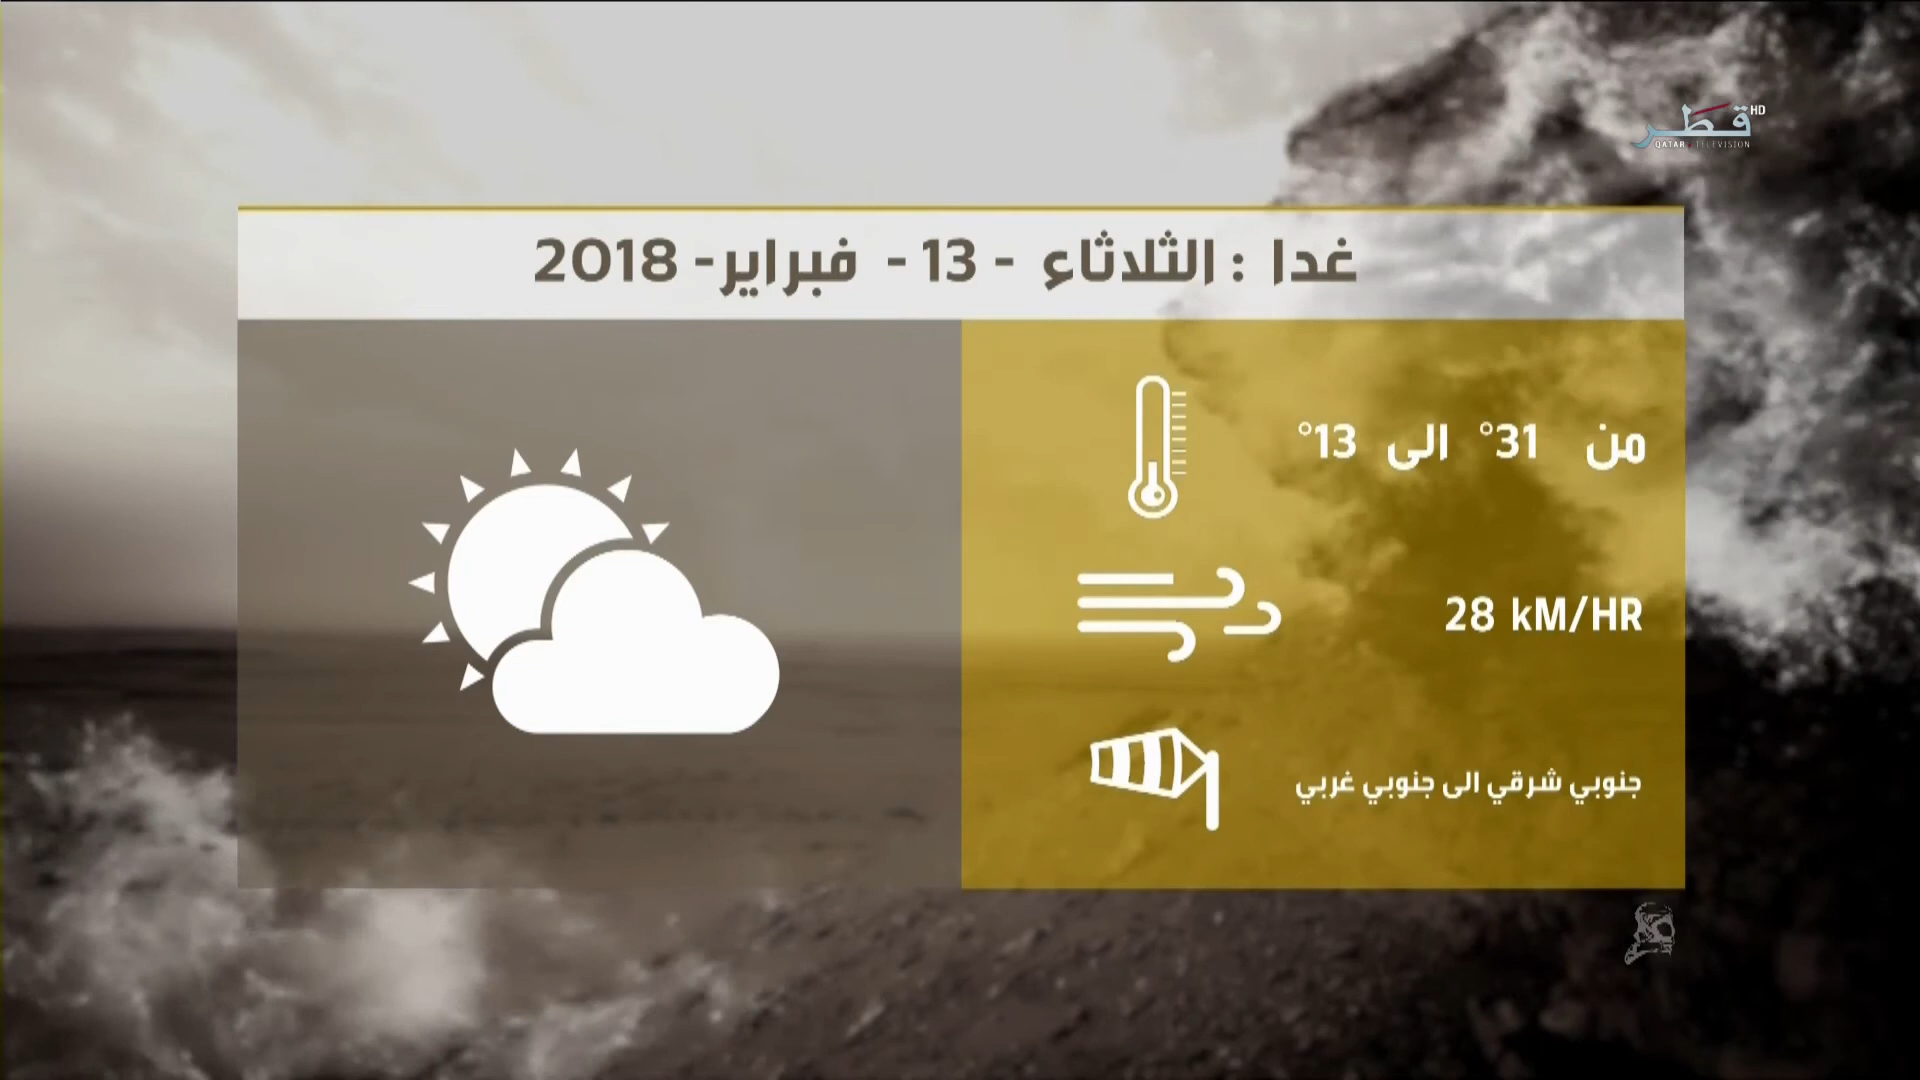 قطر HD
QATAR TELEVISION
غدا : الثلاثاء - 13 - فبراير- 2018
من 31° الى 13°
28 kM/HR
جنوبي شرقي الى جنوبي غربي